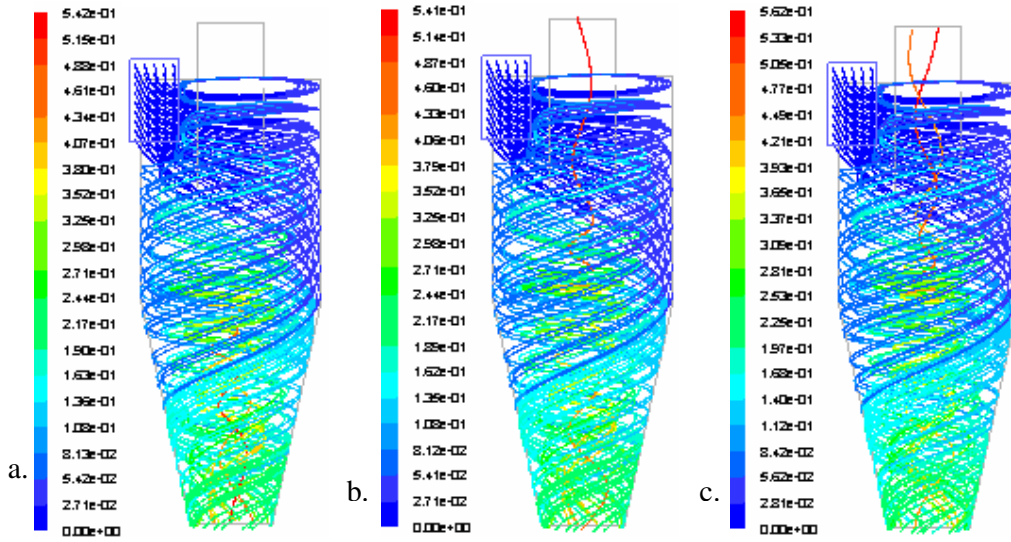 5.42e-01
5.15e-01
4.88e-01
4.61e-01
4.34e-01
4.07e-01
3.80e-01
3.52e-01
3.25e-01
2.98e-01
2.71e-01
2.44e-01
2.17e-01
1.90e-01
1.63e-01
1.36e-01
1.08e-01
8.13e-02
5.42e-02
2.71e-02
0.00e+00
a.
5.41e-01
5.14e-01
4.87e-01
4.60e-01
4.33e-01
4.06e-01
3.79e-01
3.52e-01
3.25e-01
2.98e-01
2.71e-01
2.44e-01
2.17e-01
1.89e-01
1.62e-01
1.35e-01
1.08e-01
8.12e-02
5.41e-02
2.71e-02
0.00e+00
b.
5.62e-01
5.33e-01
5.05e-01
4.77e-01
4.49e-01
4.21e-01
3.93e-01
3.65e-01
3.37e-01
3.09e-01
2.81e-01
2.53e-01
2.25e-01
1.97e-01
1.68e-01
1.40e-01
1.12e-01
8.42e-02
5.62e-02
2.81e-02
0.00e+00
c.